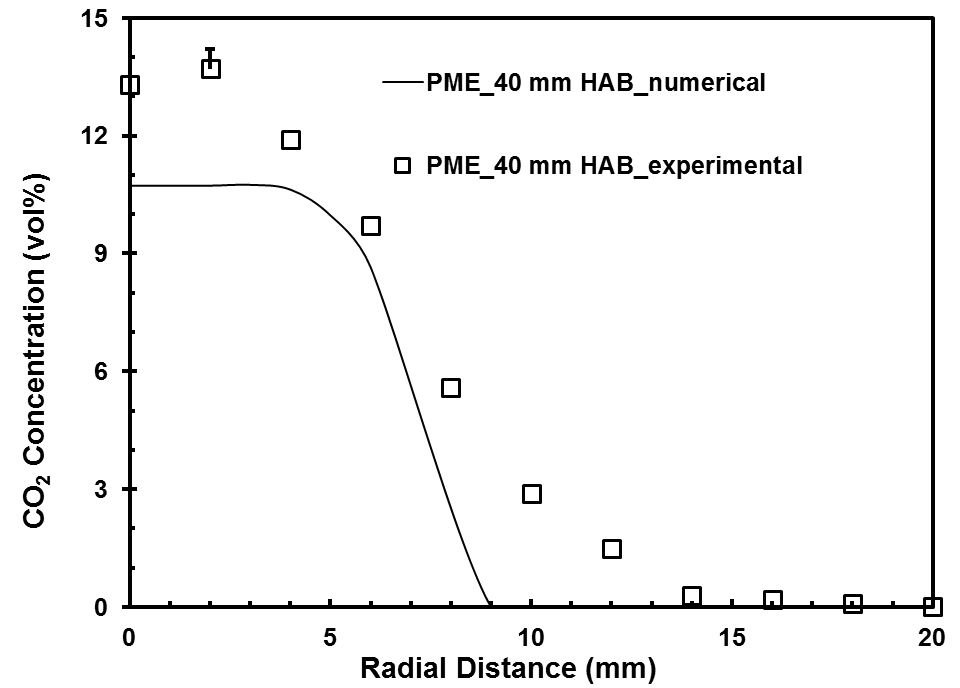 15
12
9
6
3
0
CO₂ Concentration (vol%)
PME_40 mm HAB_numerical
PME_40 mm HAB_experimental
0 5 10 15 20
Radial Distance (mm)